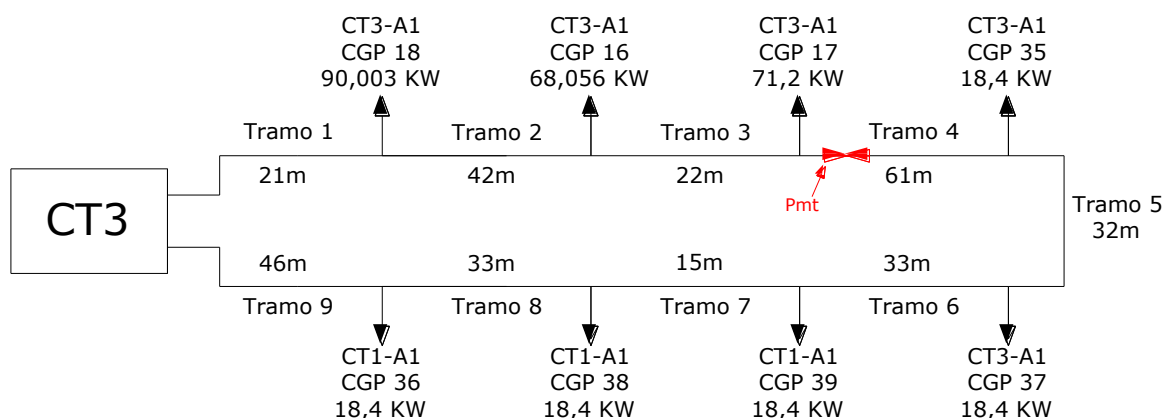 CT3-A1
CGP 18
90,003 KW
CT3-A1
CGP 16
68,056 KW
CT3-A1
CGP 17
71,2 KW
CT3-A1
CGP 35
18,4 KW
Tramo 1
Tramo 2
Tramo 3
Tramo 4
21m
42m
22m
61m
Pmt
CT3
Tramo 5
32m
46m
33m
15m
33m
Tramo 9
Tramo 8
Tramo 7
Tramo 6
CT1-A1
CGP 36
18,4 KW
CT1-A1
CGP 38
18,4 KW
CT1-A1
CGP 39
18,4 KW
CT3-A1
CGP 37
18,4 KW